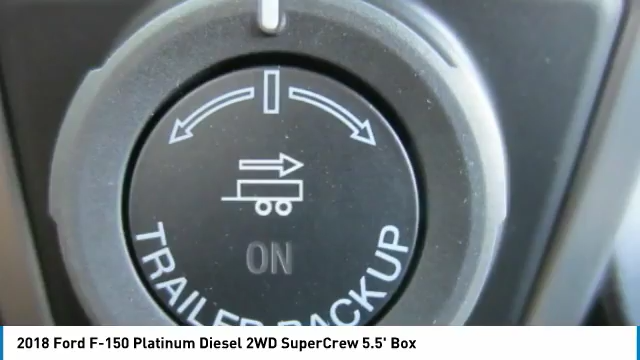 ON
TRAILER BACKUP
2018 Ford F-150 Platinum Diesel 2WD SuperCrew 5.5' Box